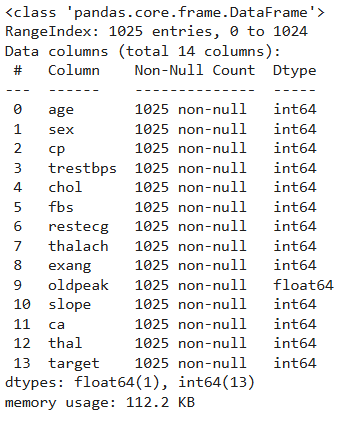 <class 'pandas.core.frame.DataFrame'>
RangeIndex: 1025 entries, 0 to 1024
Data columns (total 14 columns):
 #   Column    Non-Null Count  Dtype
---  ------    --------------  -----
 0   age       1025 non-null   int64
 1   sex       1025 non-null   int64
 2   cp        1025 non-null   int64
 3   trestbps  1025 non-null   int64
 4   chol      1025 non-null   int64
 5   fbs       1025 non-null   int64
 6   restecg   1025 non-null   int64
 7   thalach   1025 non-null   int64
 8   exang     1025 non-null   int64
 9   oldpeak   1025 non-null   float64
 10  slope     1025 non-null   int64
 11  ca        1025 non-null   int64
 12  thal      1025 non-null   int64
 13  target    1025 non-null   int64
dtypes: float64(1), int64(13)
memory usage: 112.2 KB